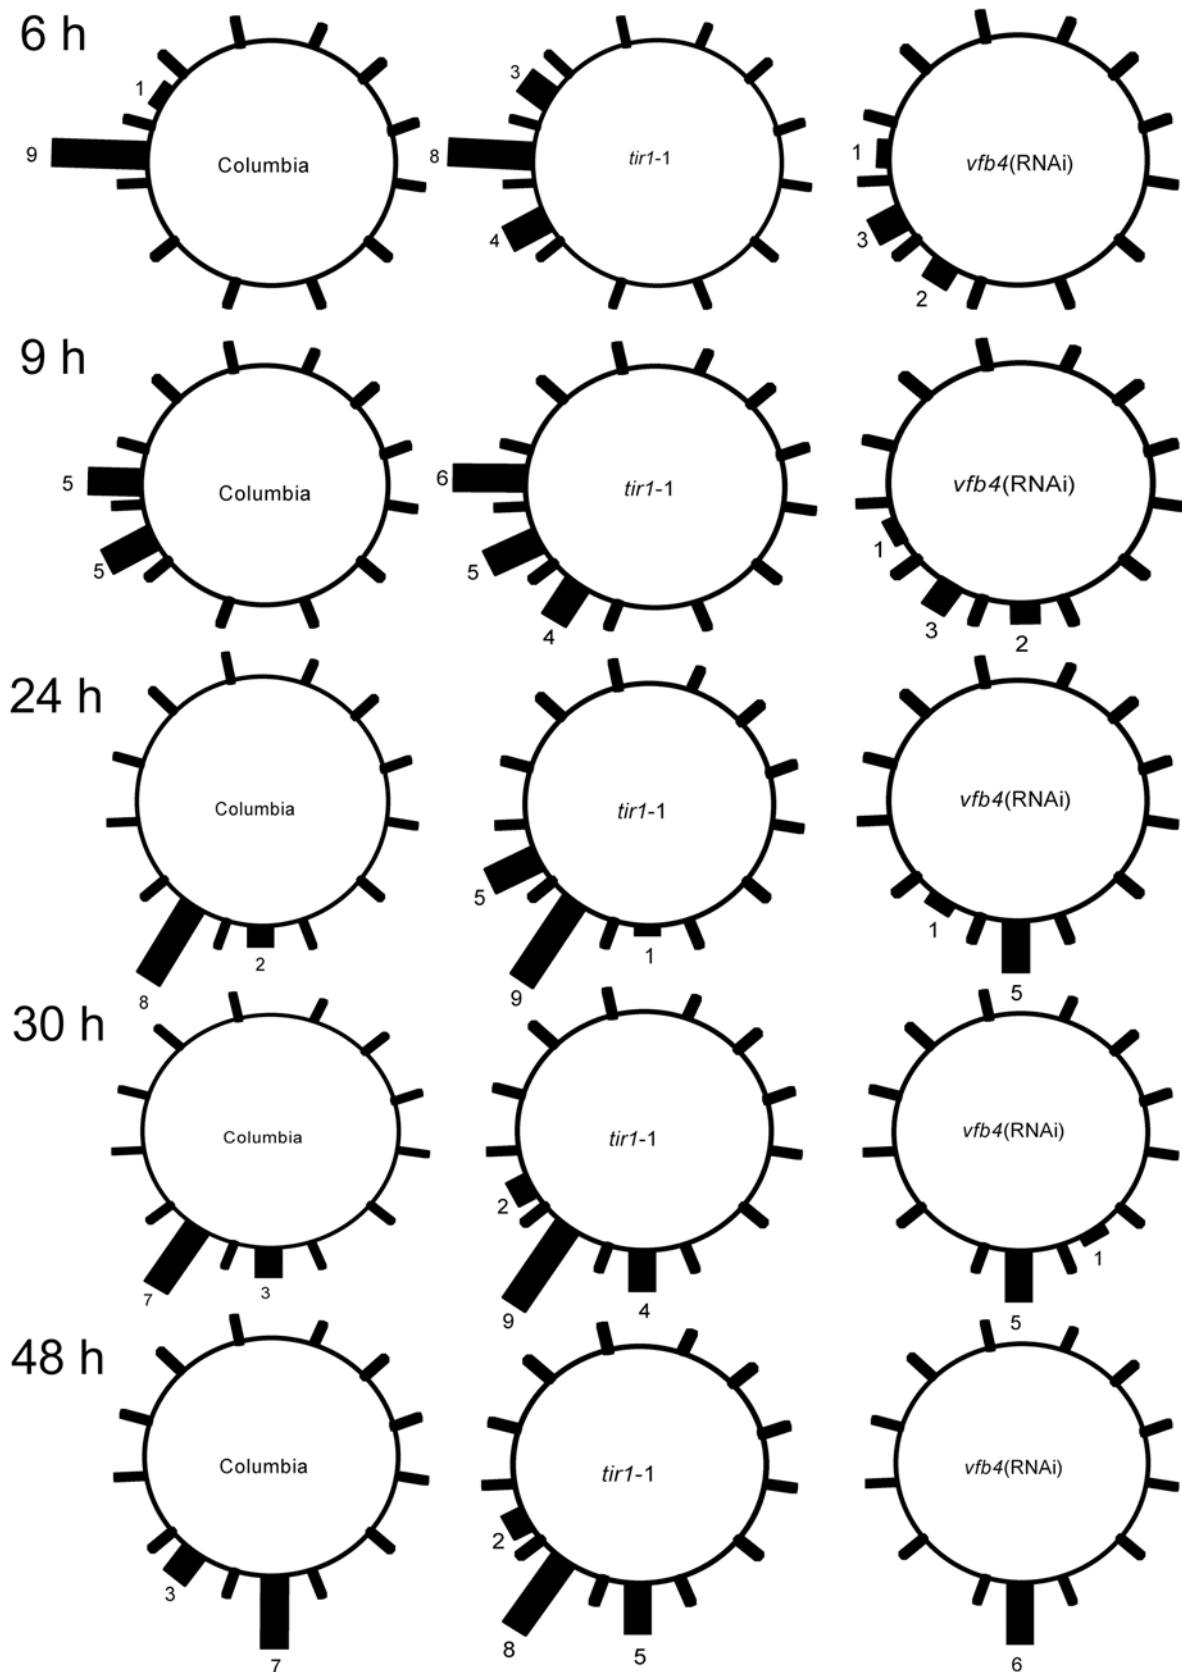 6 h
1
9
Columbia
3
8
4
tir1-1
1
3
2
vfb4(RNAi)
9 h
5
5
Columbia
6
5
4
tir1-1
1
3
2
vfb4(RNAi)
24 h
8
2
Columbia
5
9
1
tir1-1
1
5
vfb4(RNAi)
30 h
7
3
Columbia
2
9
4
tir1-1
5
1
vfb4(RNAi)
48 h
3
7
Columbia
2
8
5
tir1-1
6
vfb4(RNAi)